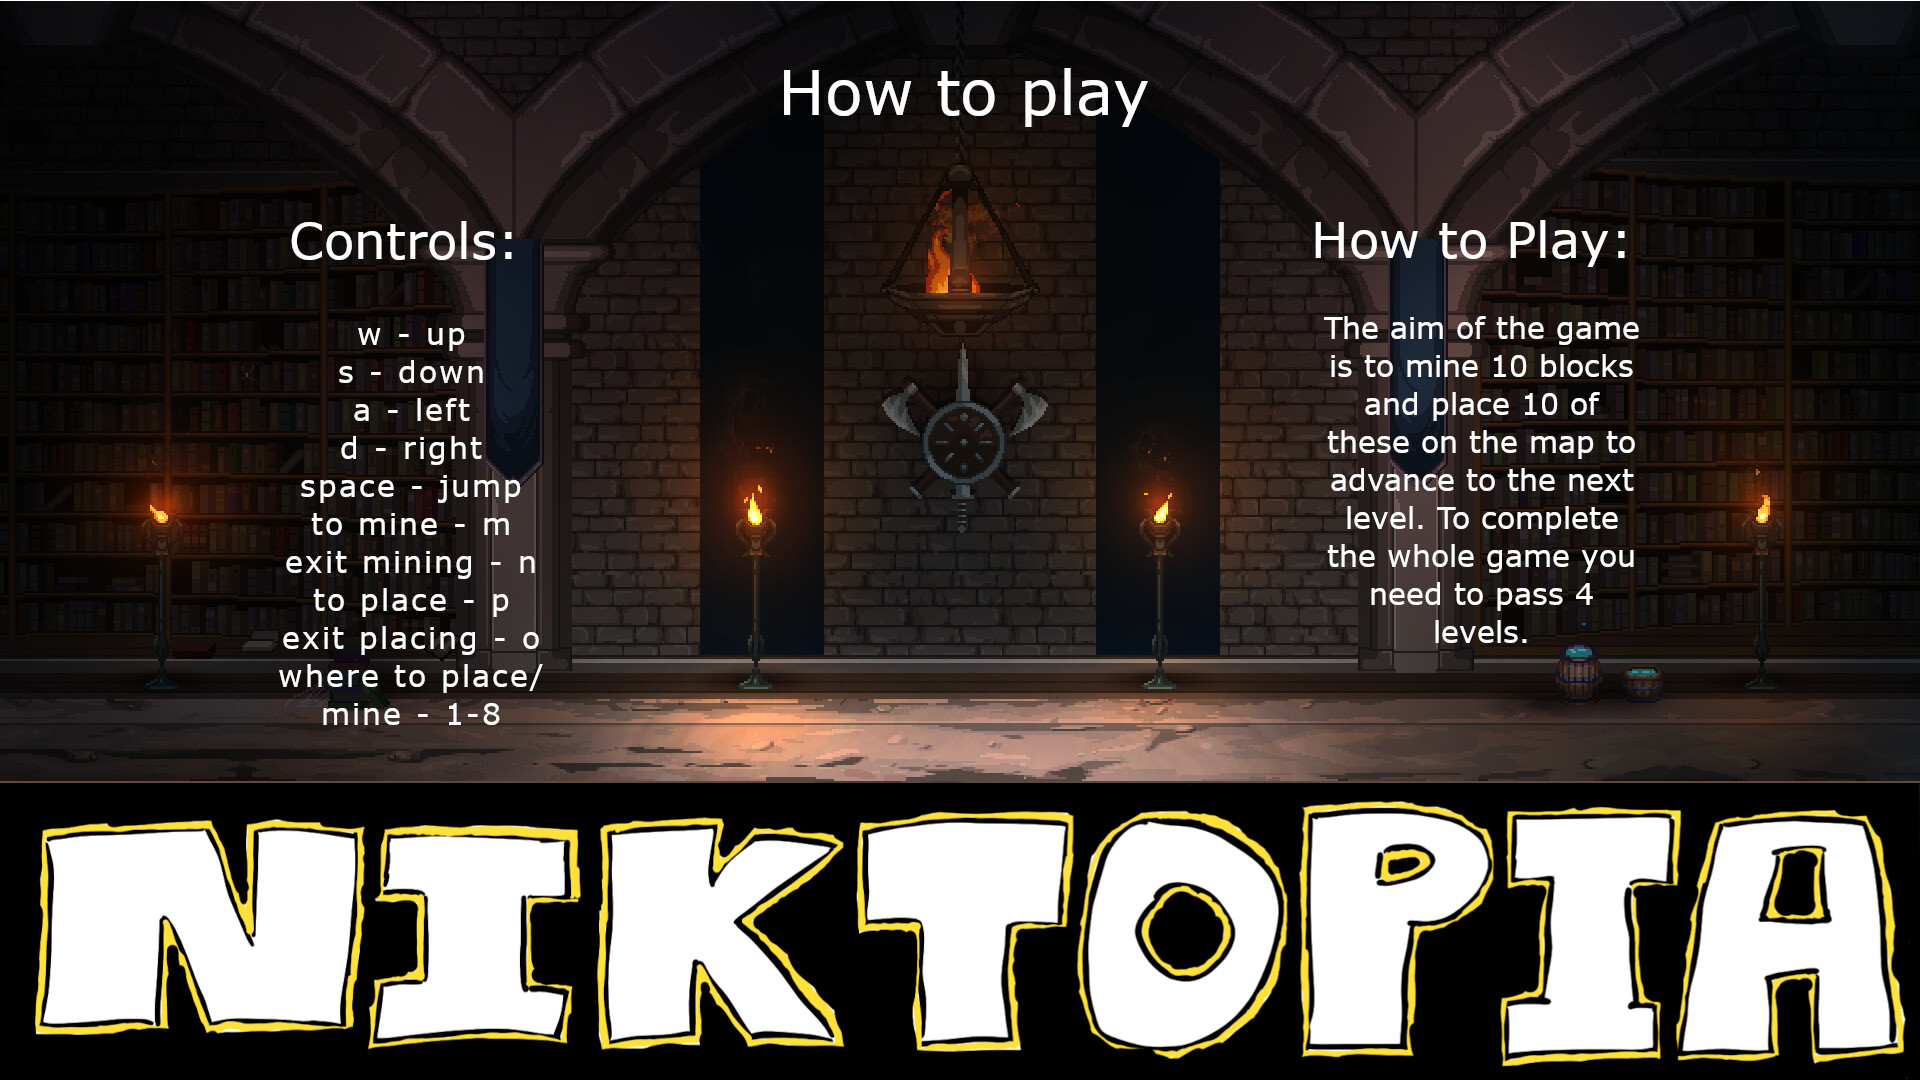 How to play
Controls:
w - up
s - down
a - left
d - right
space - jump
to mine - m
exit mining - n
to place - p
exit placing - o
where to place/
mine - 1-8
How to Play:
The aim of the game
is to mine 10 blocks
and place 10 of
these on the map to
advance to the next
level. To complete
the whole game you
need to pass 4
levels.
NIKTOPIA